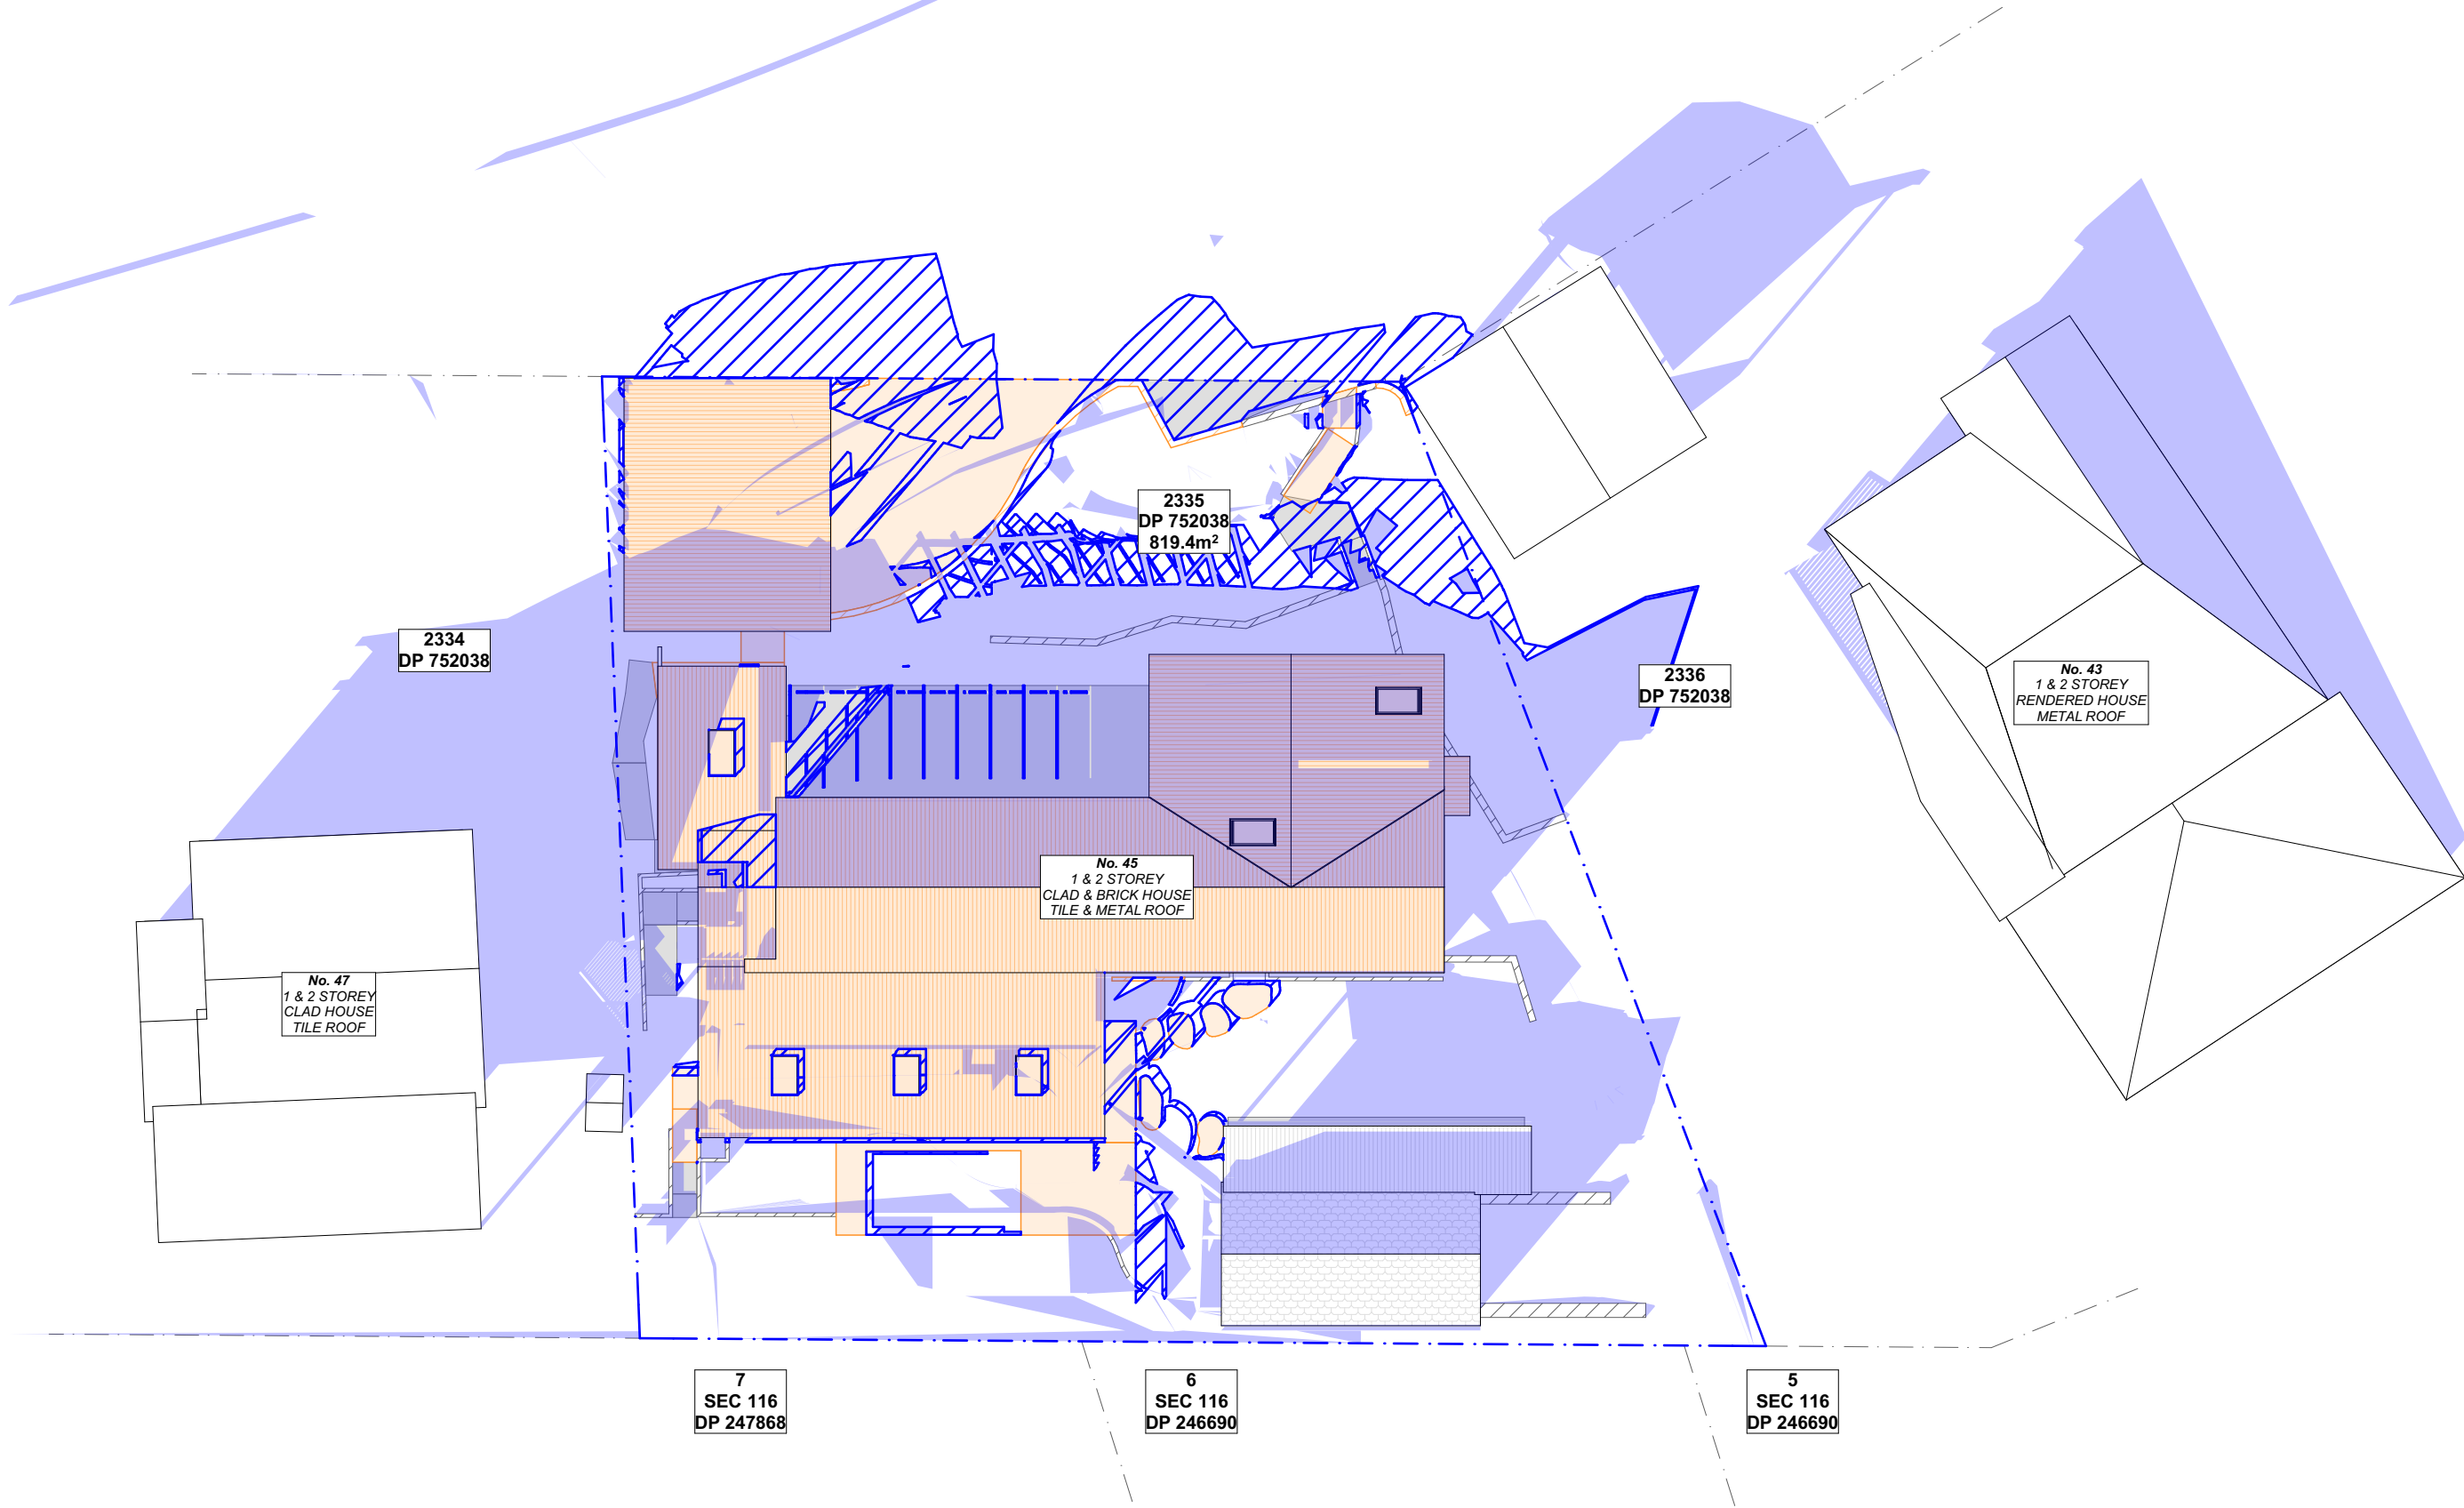 2335
DP 752038
819.4m²
2334
DP 752038
2336
DP 752038
No. 43
1 & 2 STOREY
RENDERED HOUSE
METAL ROOF
No. 45
1 & 2 STOREY
CLAD & BRICK HOUSE
TILE & METAL ROOF
No. 47
1 & 2 STOREY
CLAD HOUSE
TILE ROOF
7
SEC 116
DP 247868
6
SEC 116
DP 246690
5
SEC 116
DP 246690